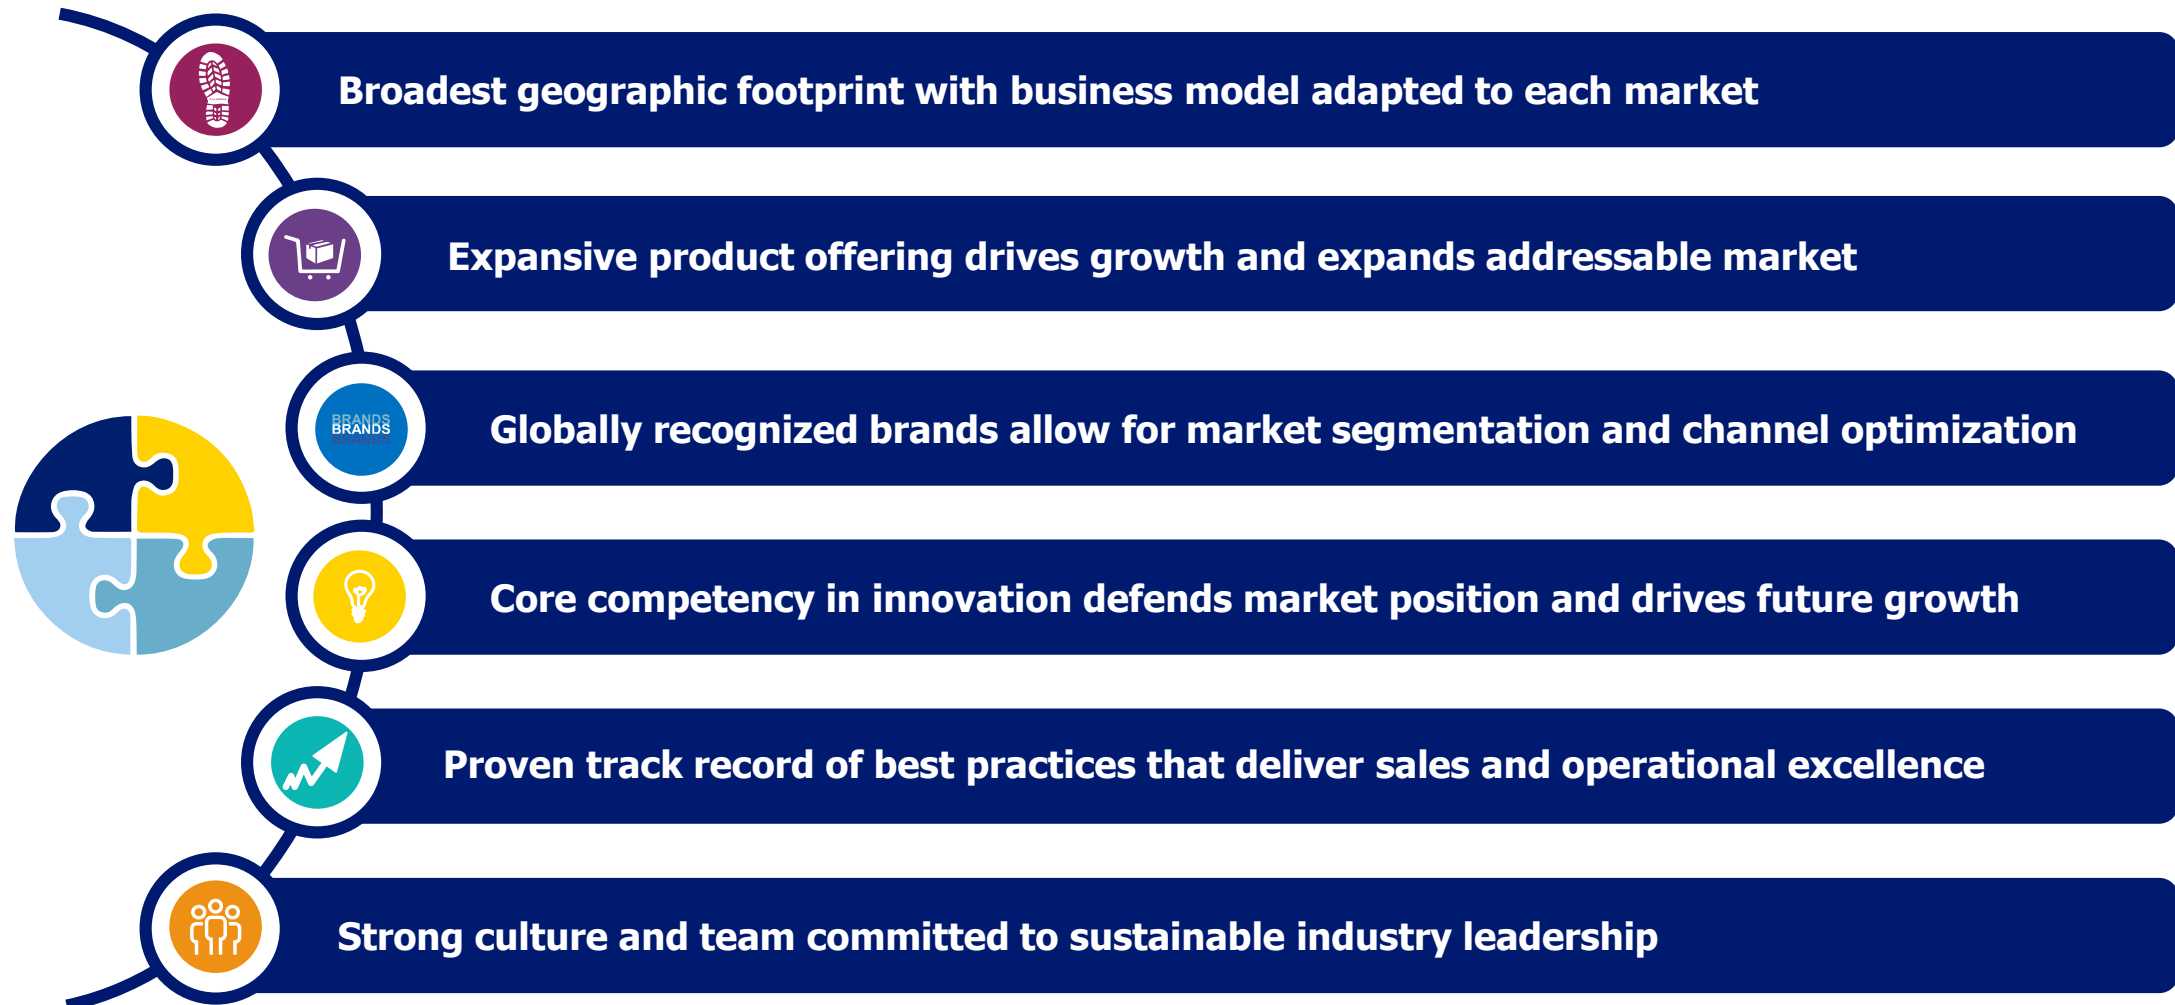 Broadest geographic footprint with business model adapted to each market
Expansive product offering drives growth and expands addressable market
BRANDS
BRANDS
BRANDS
Globally recognized brands allow for market segmentation and channel optimization
Core competency in innovation defends market position and drives future growth
Proven track record of best practices that deliver sales and operational excellence
Strong culture and team committed to sustainable industry leadership